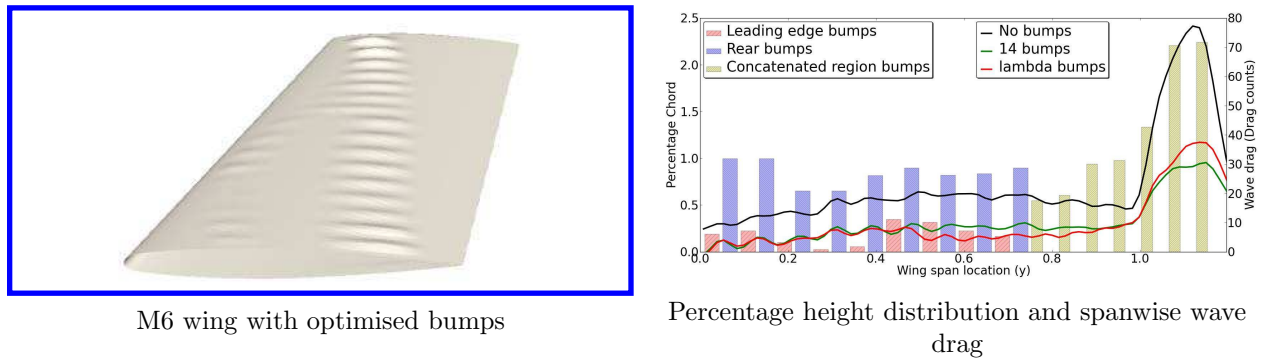 2.5
2.0
1.5
1.0
0.5
0.0
Percentage Chord
Leading edge bumps
Rear bumps
Concatenated region bumps
No bumps
14 bumps
lambda bumps
80
70
60
50
40
30
20
10
0
Wave drag (Drag counts)
0.0 0.2 0.4 0.6 0.8 1.0
Wing span location (y)
M6 wing with optimised bumps
Percentage height distribution and spanwise wave
drag